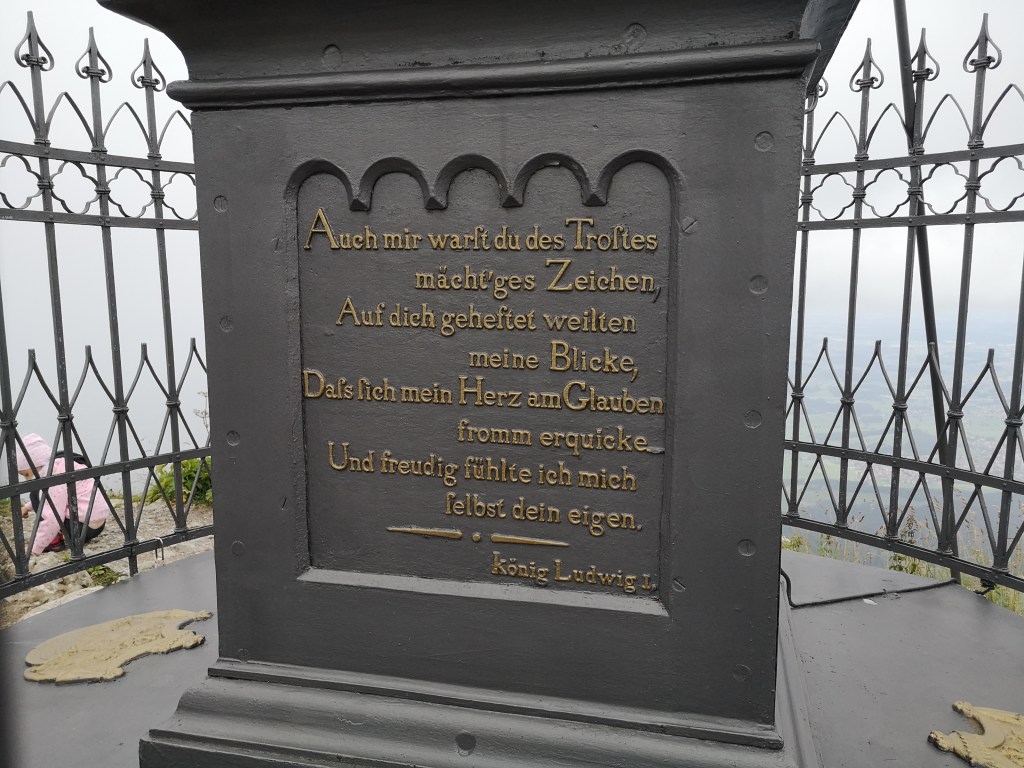 Auch mir warſt du des Troſtes
mächt'ges Zeichen,
Auf dich geheftet weilten
meine Blicke,
Daſs ſich mein Herz am Glauben
fromm erquicke
Und freudig fühlte ich mich
ſelbst dein eigen.
könig Ludwig I.